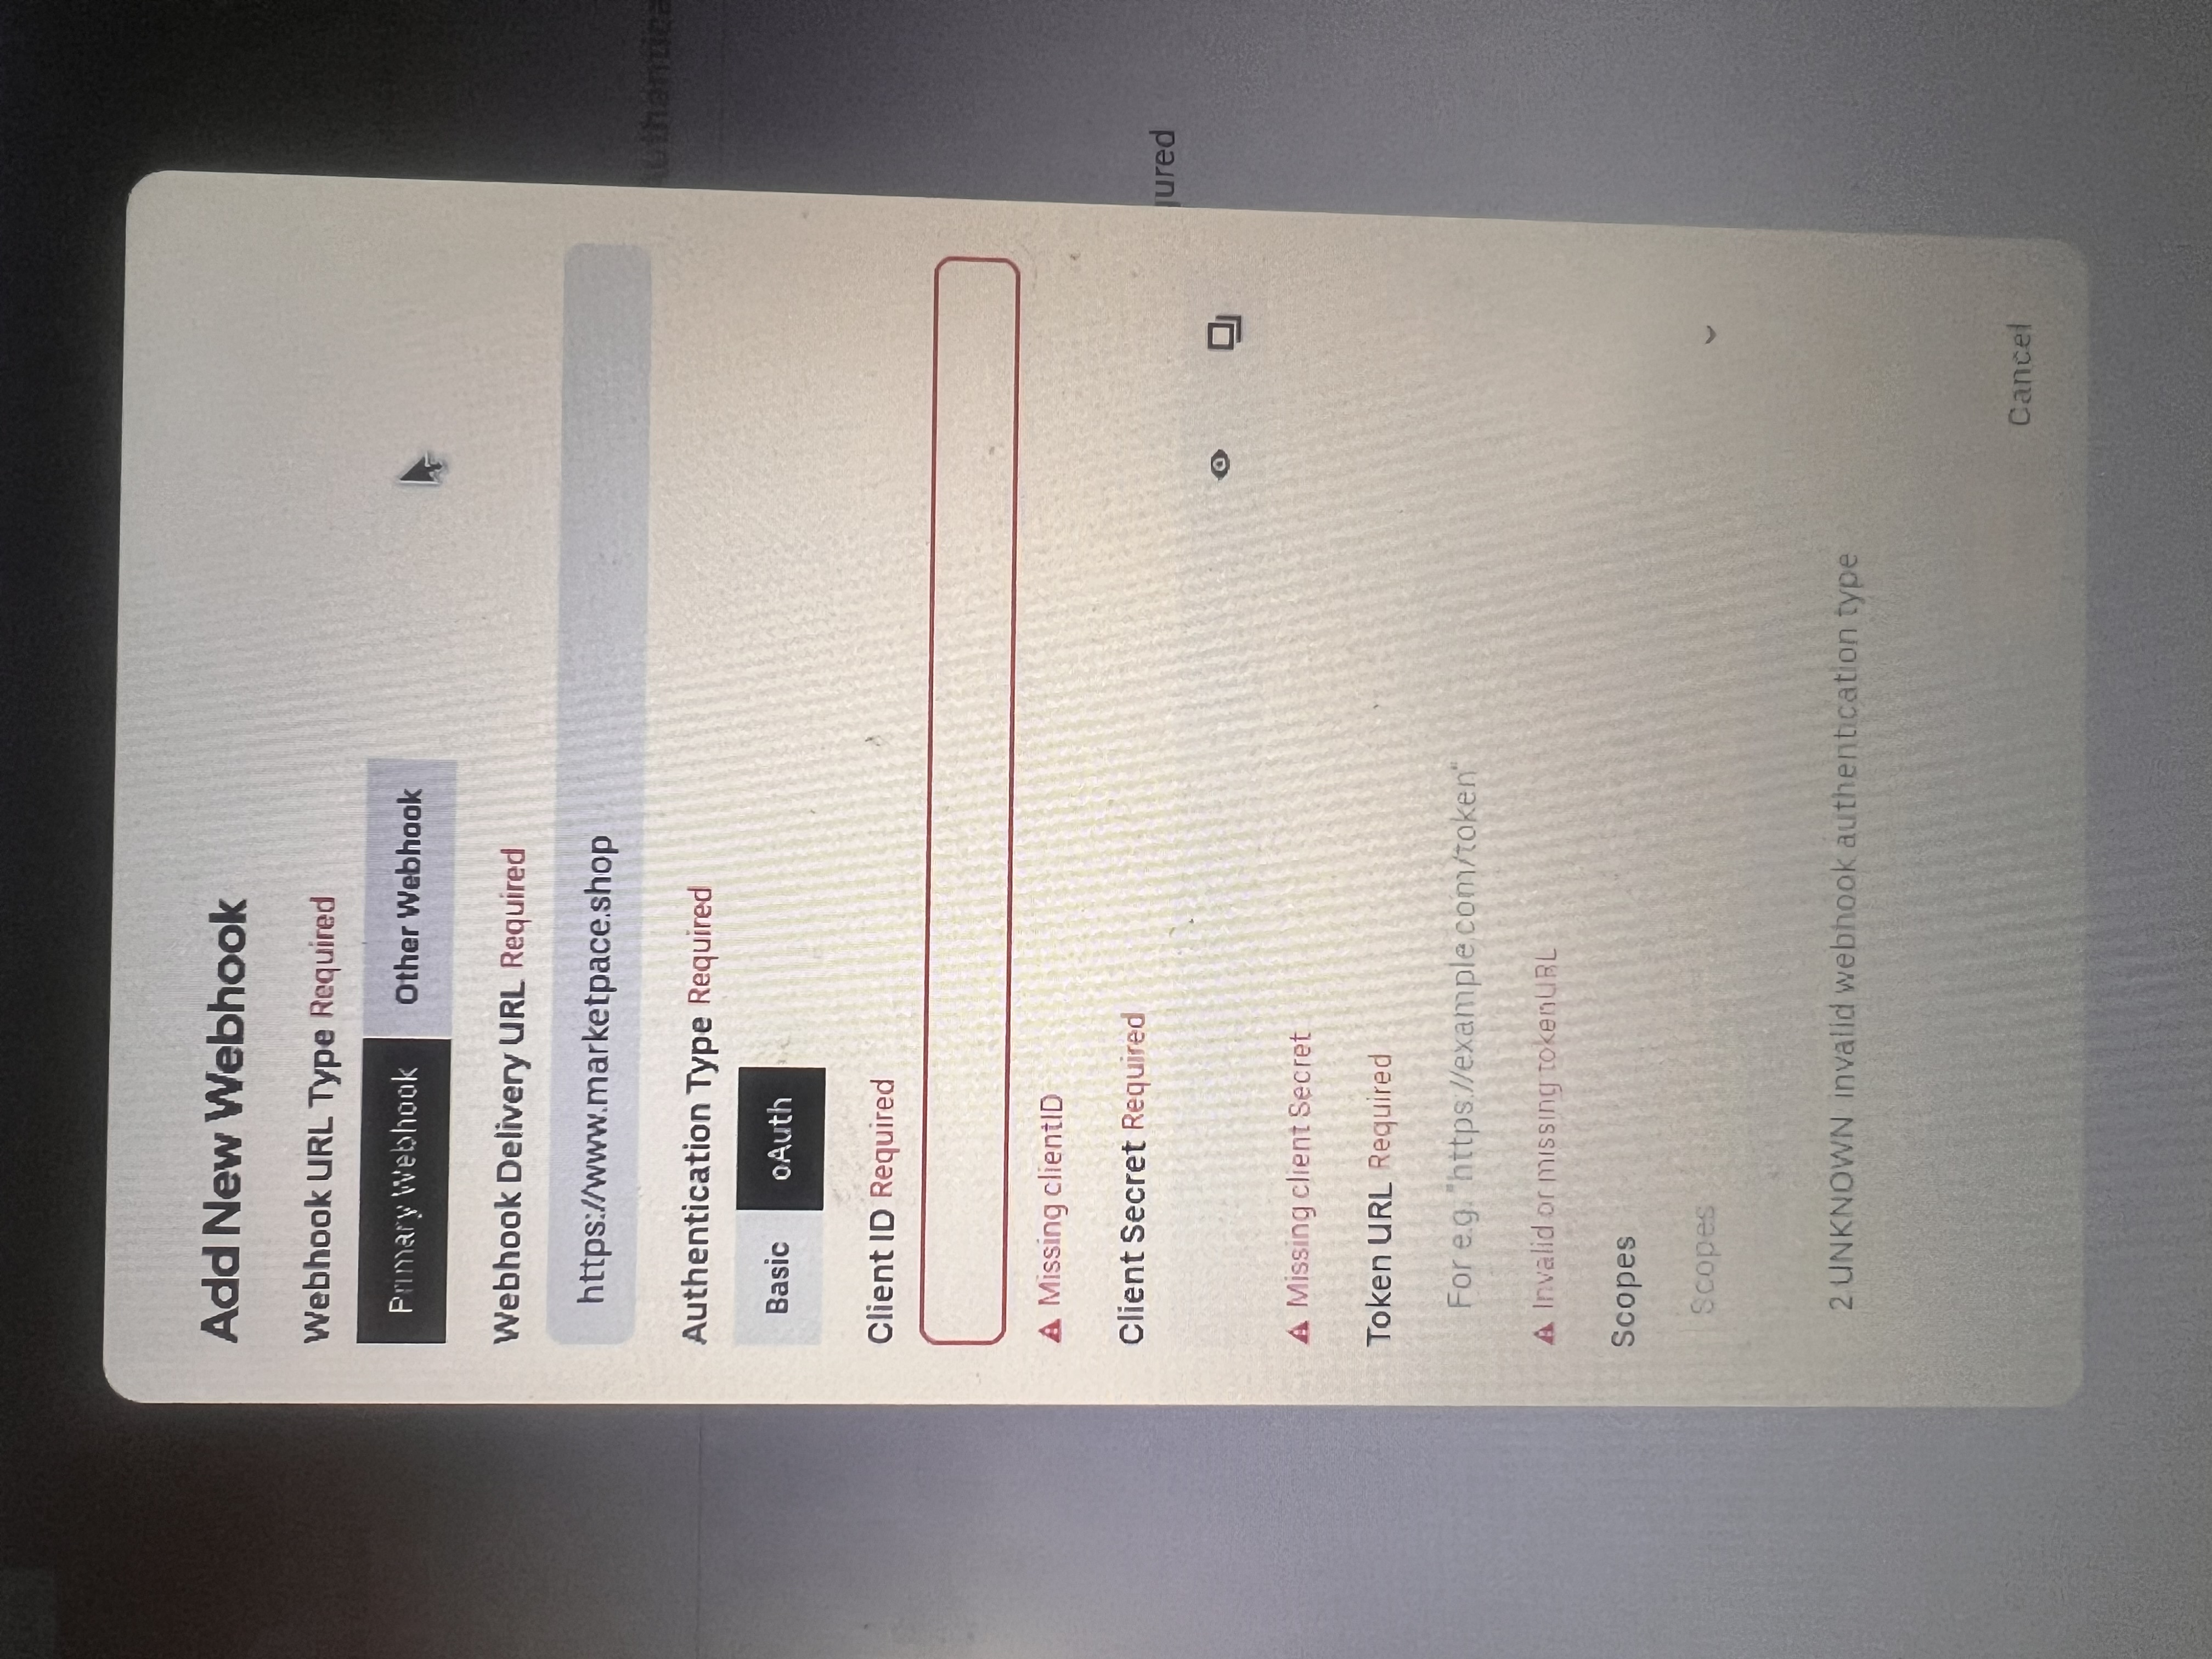 Add New Webhook
Webhook URL Type Required
Primary Webhook Other Webhook
Webhook Delivery URL Required
https://www.marketpace.shop
Authentication Type Required
Basic oAuth
Client ID Required
Missing clientID
Client Secret Required
jured
Missing client Secret
Token URL Required
For e.g. "https://example.com/token"
Invalid or missing tokenURL
Scopes
Scopes
2 UNKNOWN invalid webhook authentication type
Cancel